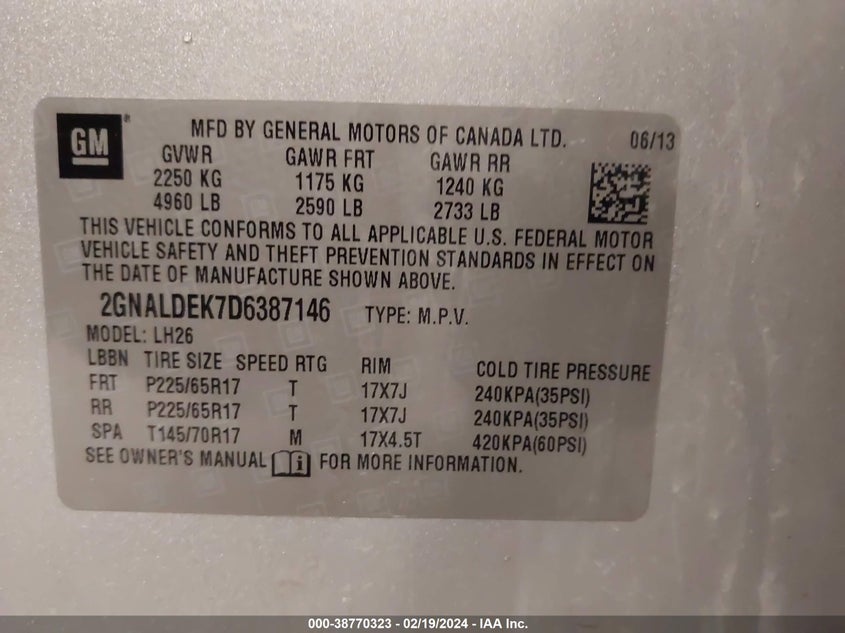 GM ®
MFD BY GENERAL MOTORS OF CANADA LTD. 06/13
GVWR GAWR FRT GAWR RR
2250 KG 1175 KG 1240 KG
4960 LB 2590 LB 2733 LB
THIS VEHICLE CONFORMS TO ALL APPLICABLE U.S. FEDERAL MOTOR
VEHICLE SAFETY AND THEFT PREVENTION STANDARDS IN EFFECT ON
THE DATE OF MANUFACTURE SHOWN ABOVE.
2GNALDEK7D6387146 TYPE: M.P.V.
MODEL: LH26
LBBN TIRE SIZE SPEED RTG RIM COLD TIRE PRESSURE
FRT P225/65R17 T 17X7J 240KPA(35PSI)
RR P225/65R17 T 17X7J 240KPA(35PSI)
SPA T145/70R17 M 17X4.5T 420KPA(60PSI)
SEE OWNER'S MANUAL i FOR MORE INFORMATION.
000-38770323 - 02/19/2024 - IAA Inc.